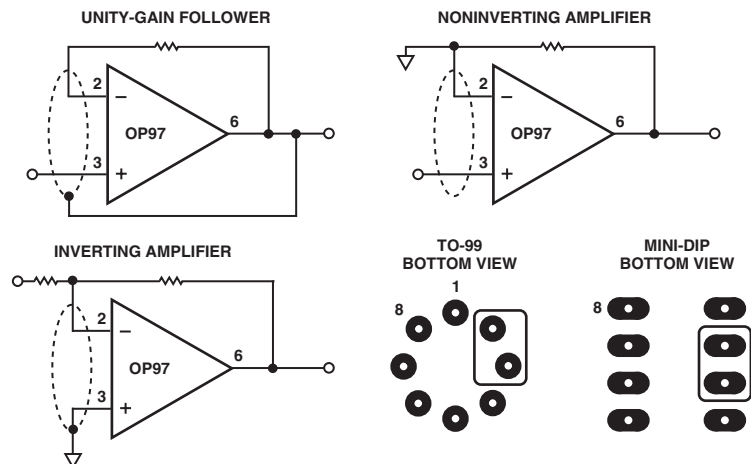 UNITY-GAIN FOLLOWER
2
−
OP97
6
3
+
NONINVERTING AMPLIFIER
2
−
OP97
6
3
+
INVERTING AMPLIFIER
2
−
OP97
6
3
+
TO-99
BOTTOM VIEW
1
8
MINI-DIP
BOTTOM VIEW
8